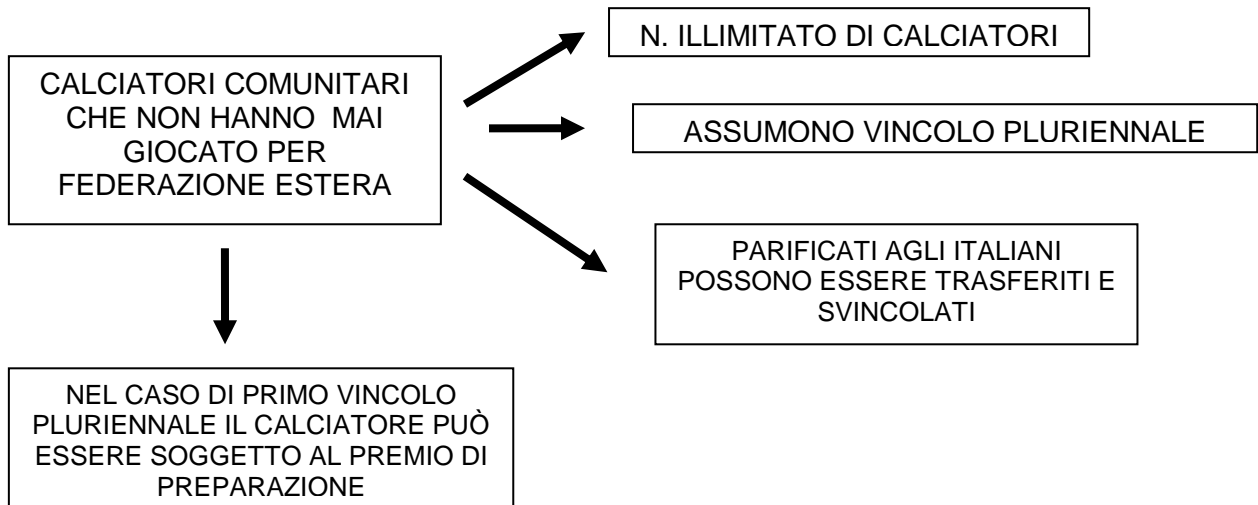 N. ILLIMITATO DI CALCIATORI
CALCIATORI COMUNITARI
CHE NON HANNO MAI
GIOCATO PER
FEDERAZIONE ESTERA
ASSUMONO VINCOLO PLURIENNALE
PARIFICATI AGLI ITALIANI
POSSONO ESSERE TRASFERITI E
SVINCOLATI
NEL CASO DI PRIMO VINCOLO
PLURIENNALE IL CALCIATORE PUÒ
ESSERE SOGGETTO AL PREMIO DI
PREPARAZIONE